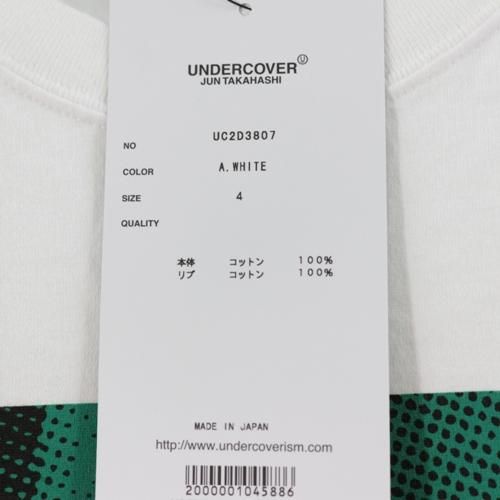 UNDERCOVER U
JUN TAKAHASHI
NO UC2D3807
COLOR A.WHITE
SIZE 4
QUALITY
本体 コットン 100%
リブ コットン 100%
MADE IN JAPAN
http://www.undercoverism.com/
2000001045886